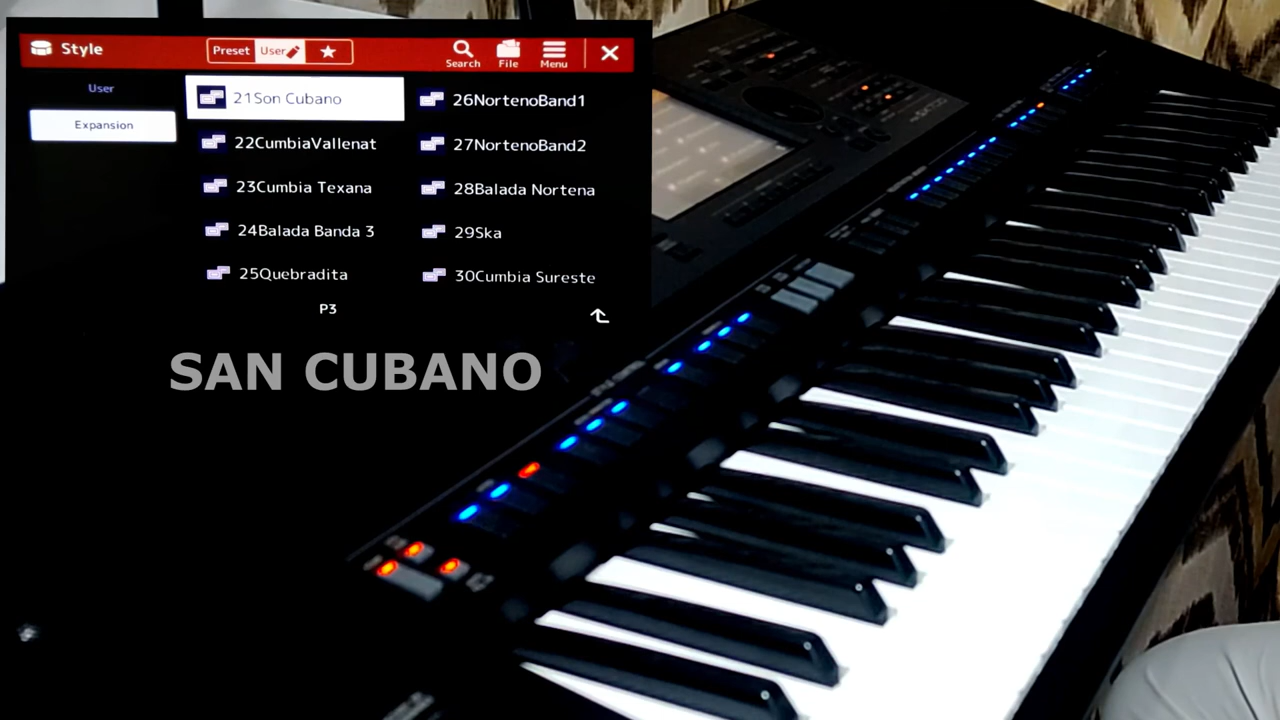 Style
Preset User
Search File Menu
User
Expansion
21Son Cubano
22CumbiaVallenat
23Cumbia Texana
24Balada Banda 3
25Quebradita
26NortenoBand1
27NortenoBand2
28Balada Nortena
29Ska
30Cumbia Sureste
P3
SAN CUBANO